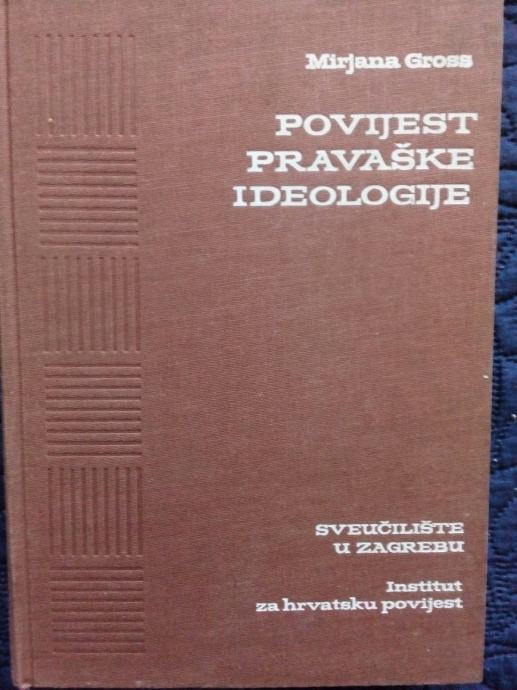 Mirjana Gross
POVIJEST
PRAVAŠKE
IDEOLOGIJE
SVEUČILIŠTE
U ZAGREBU
Institut
za hrvatsku povijest